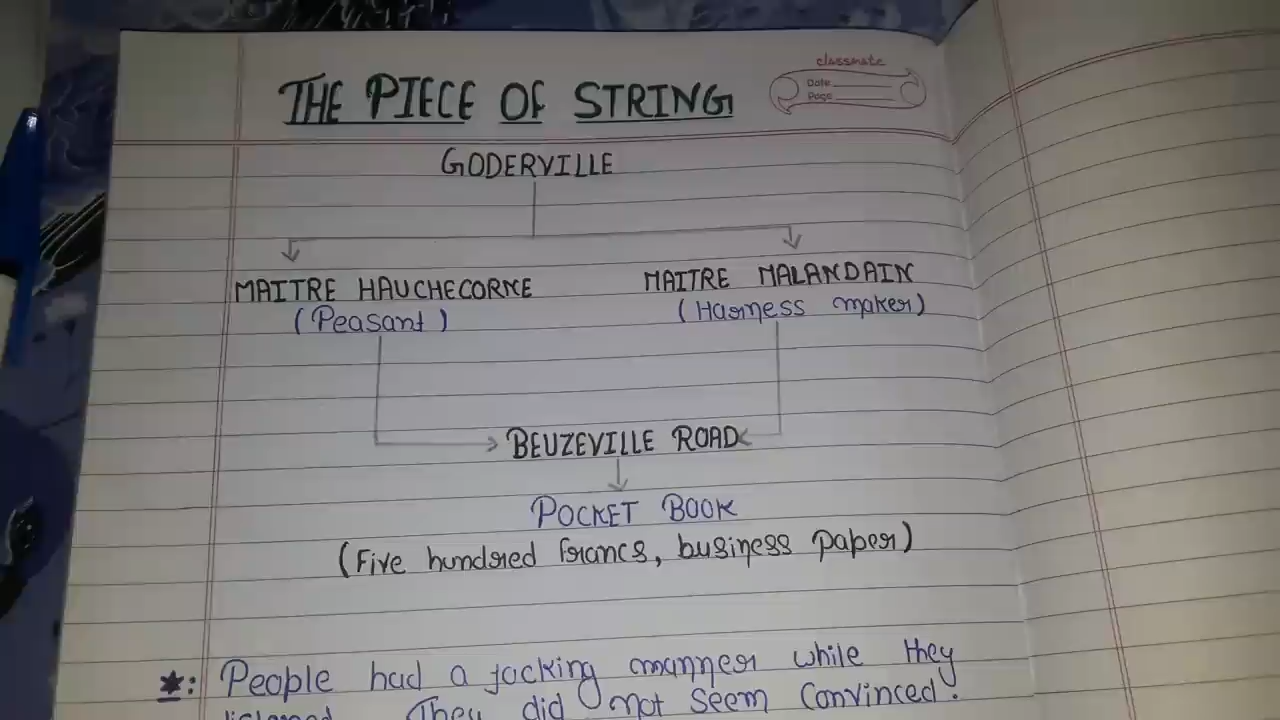 classmate
Date
Page
THE PIECE OF STRING
GODERVILLE
MAITRE HAUCHECORNE
MAITRE MALANDAIN
(Peasant)
(Harness maker)
BEUZEVILLE ROAD
POCKET BOOK
(Five hundred francs, business paper)
*: People had a jocking manner while they
listened. They did not seem convinced.